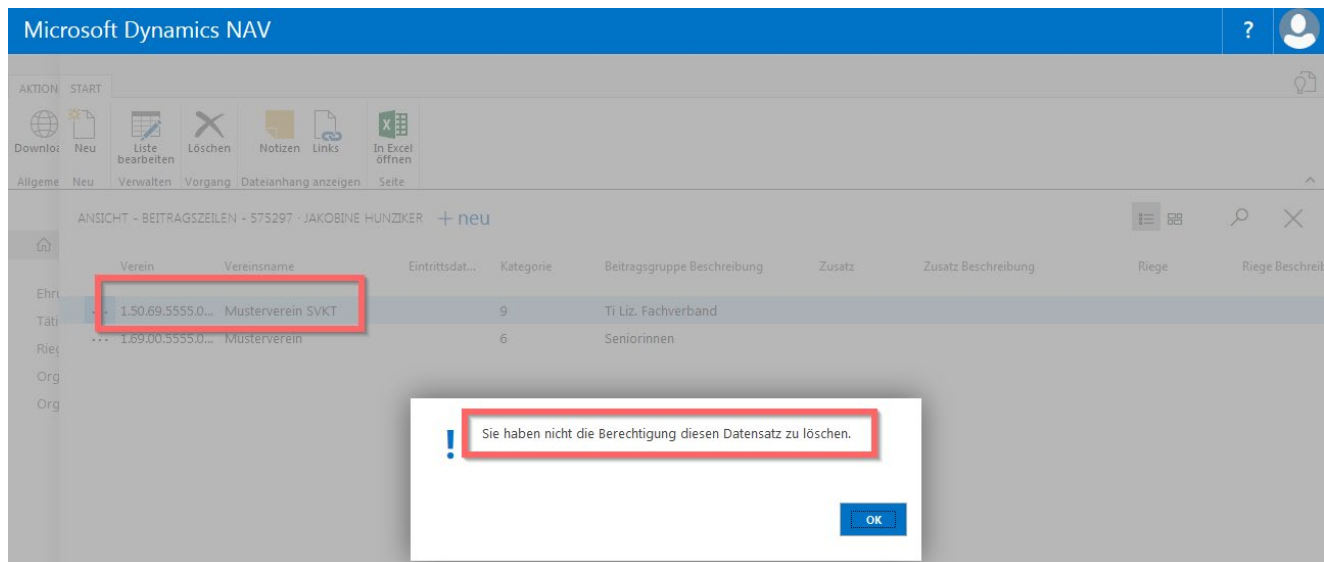 Microsoft Dynamics NAV ?
AKTION START
Downloa Neu Liste bearbeiten Löschen Notizen Links In Excel öffnen
Allgeme Neu Verwalten Vorgang Dateianhang anzeigen Seite
ANSICHT - BEITRAGSZEILEN - 575297 · JAKOBINE HUNZIKER + neu
Verein Vereinsname Eintrittsdat... Kategorie Beitragsgruppe Beschreibung Zusatz Zusatz Beschreibung Riege Riege Beschreib
Ehru
... 1.50.69.5555.0... Musterverein SVKT 9 Ti Liz. Fachverband
Täti
... 1.69.00.5555.0... Musterverein 6 Seniorinnen
Rieg
Org
Org
! Sie haben nicht die Berechtigung diesen Datensatz zu löschen.
OK